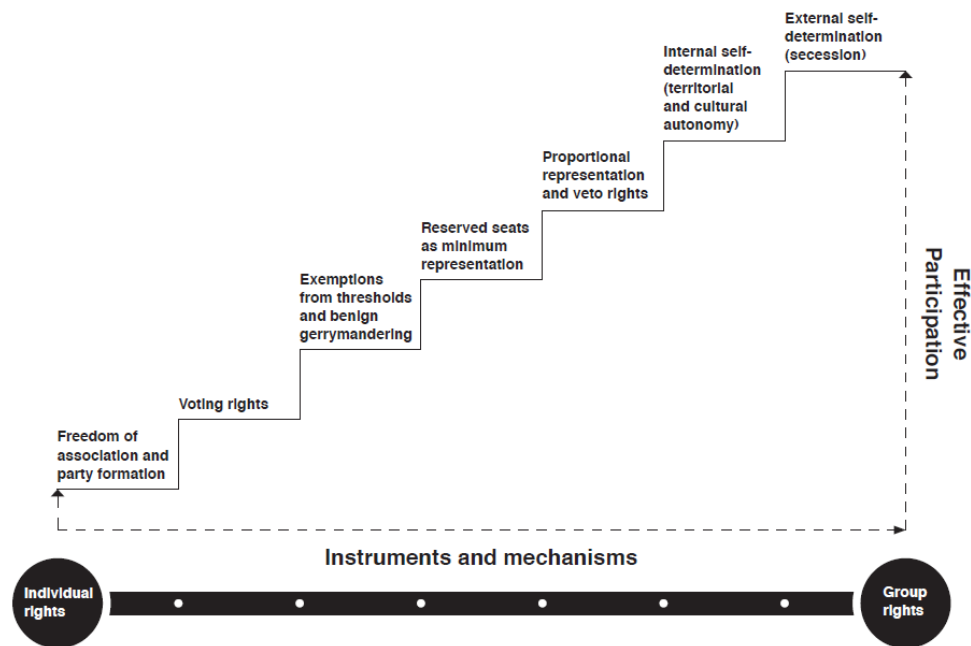 External self-
determination
(secession)
Internal self-
determination
(territorial
and cultural
autonomy)
Proportional
representation
and veto rights
Reserved seats
as minimum
representation
Exemptions
from thresholds
and benign
gerrymandering
Voting rights
Freedom of
association and
party formation
Effective
Participation
Instruments and mechanisms
Individual
rights
Group
rights